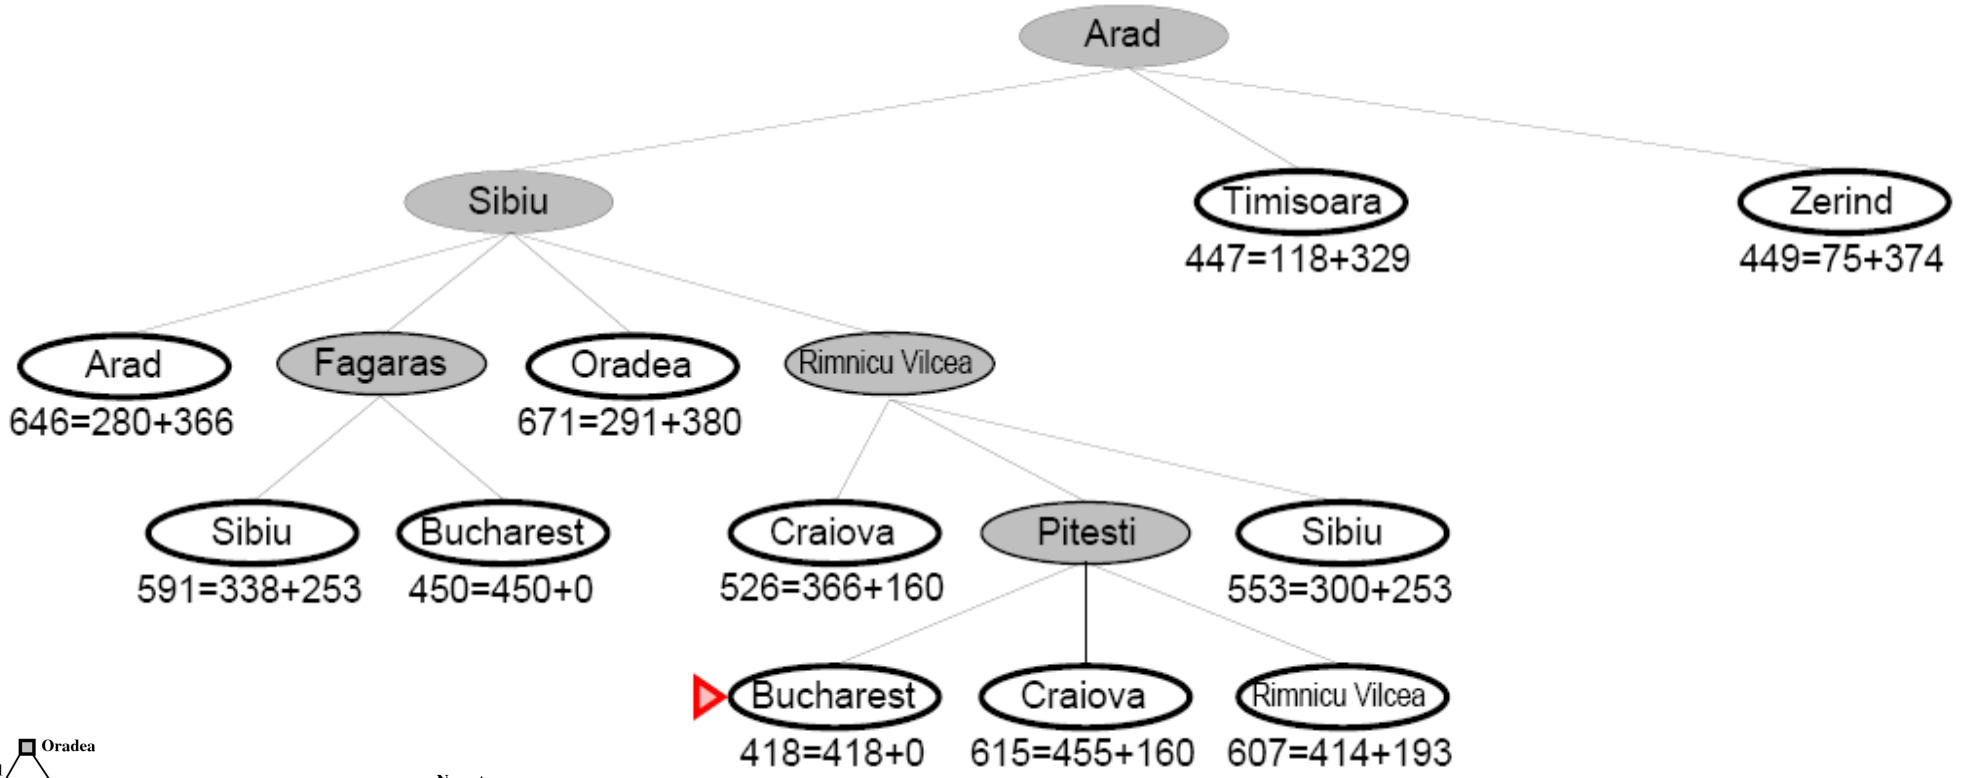 Arad
Sibiu
Timisoara
Zerind
447=118+329
449=75+374
Arad
Fagaras
Oradea
Rimnicu Vilcea
646=280+366
671=291+380
Sibiu
Bucharest
Craiova
Pitesti
Sibiu
591=338+253
450=450+0
526=366+160
553=300+253
Bucharest
Craiova
Rimnicu Vilcea
418=418+0
615=455+160
607=414+193
Oradea